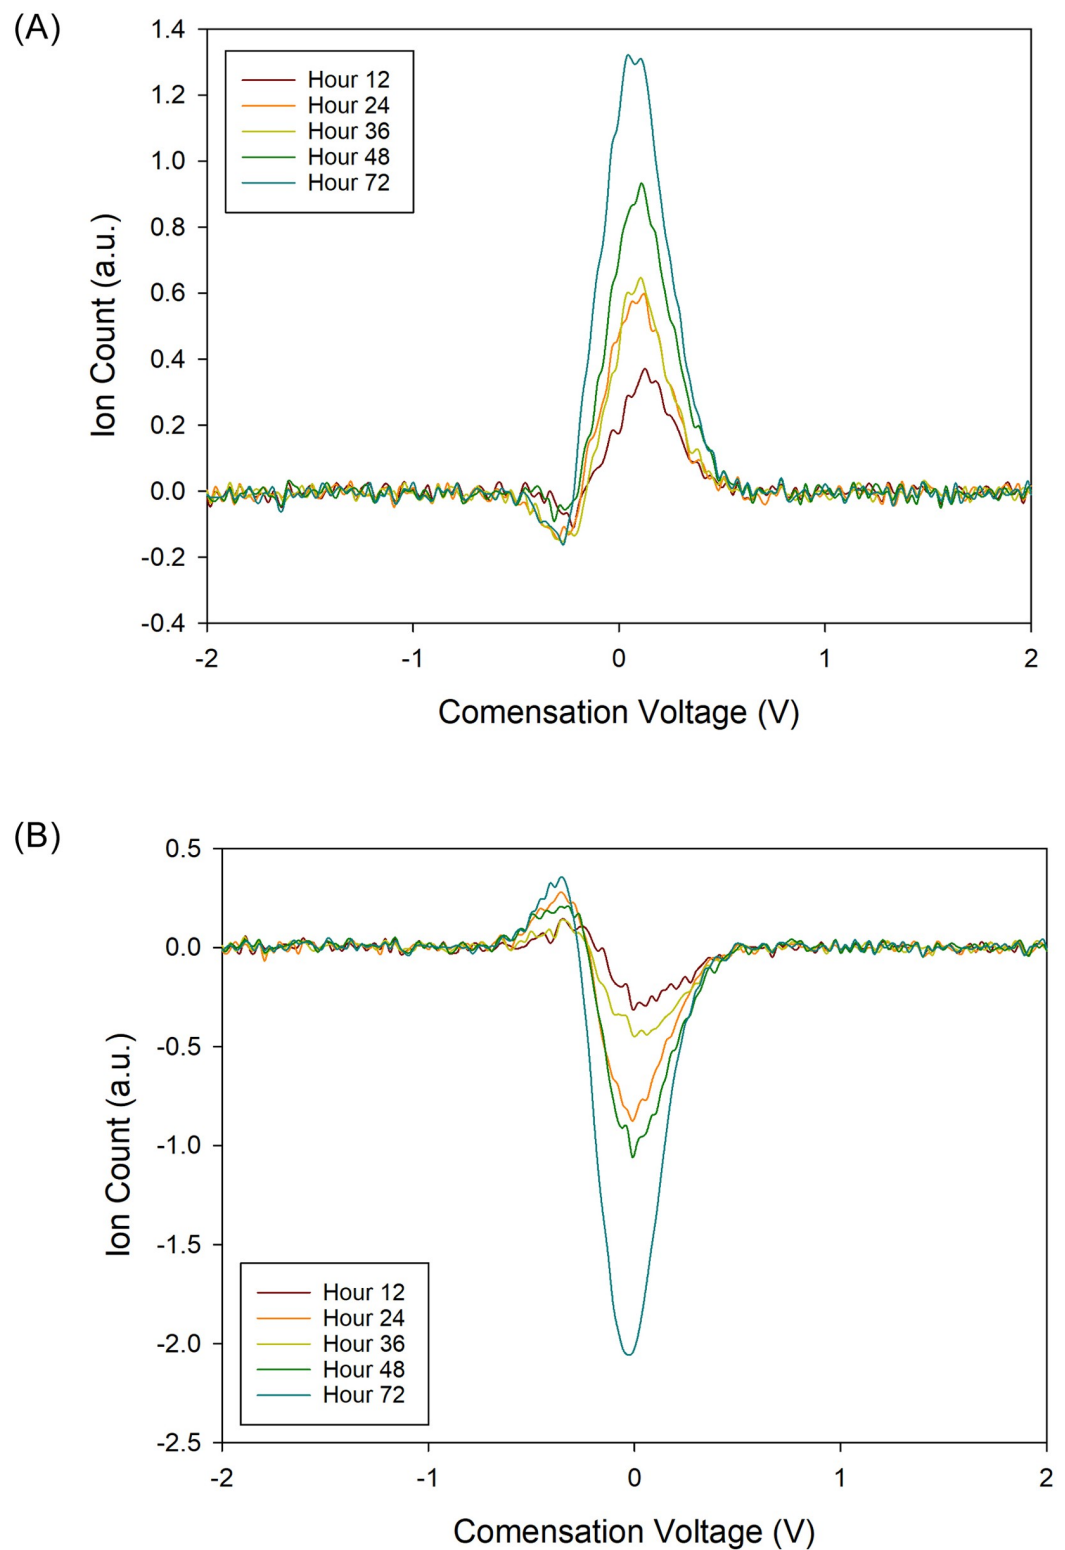 (A)
1.4
1.2
1.0
0.8
0.6
0.4
0.2
0.0
-0.2
-0.4
Ion Count (a.u.)
Hour 12
Hour 24
Hour 36
Hour 48
Hour 72
-2 -1 0 1 2
Comensation Voltage (V)
(B)
0.5
0.0
-0.5
-1.0
-1.5
-2.0
-2.5
Ion Count (a.u.)
Hour 12
Hour 24
Hour 36
Hour 48
Hour 72
-2 -1 0 1 2
Comensation Voltage (V)